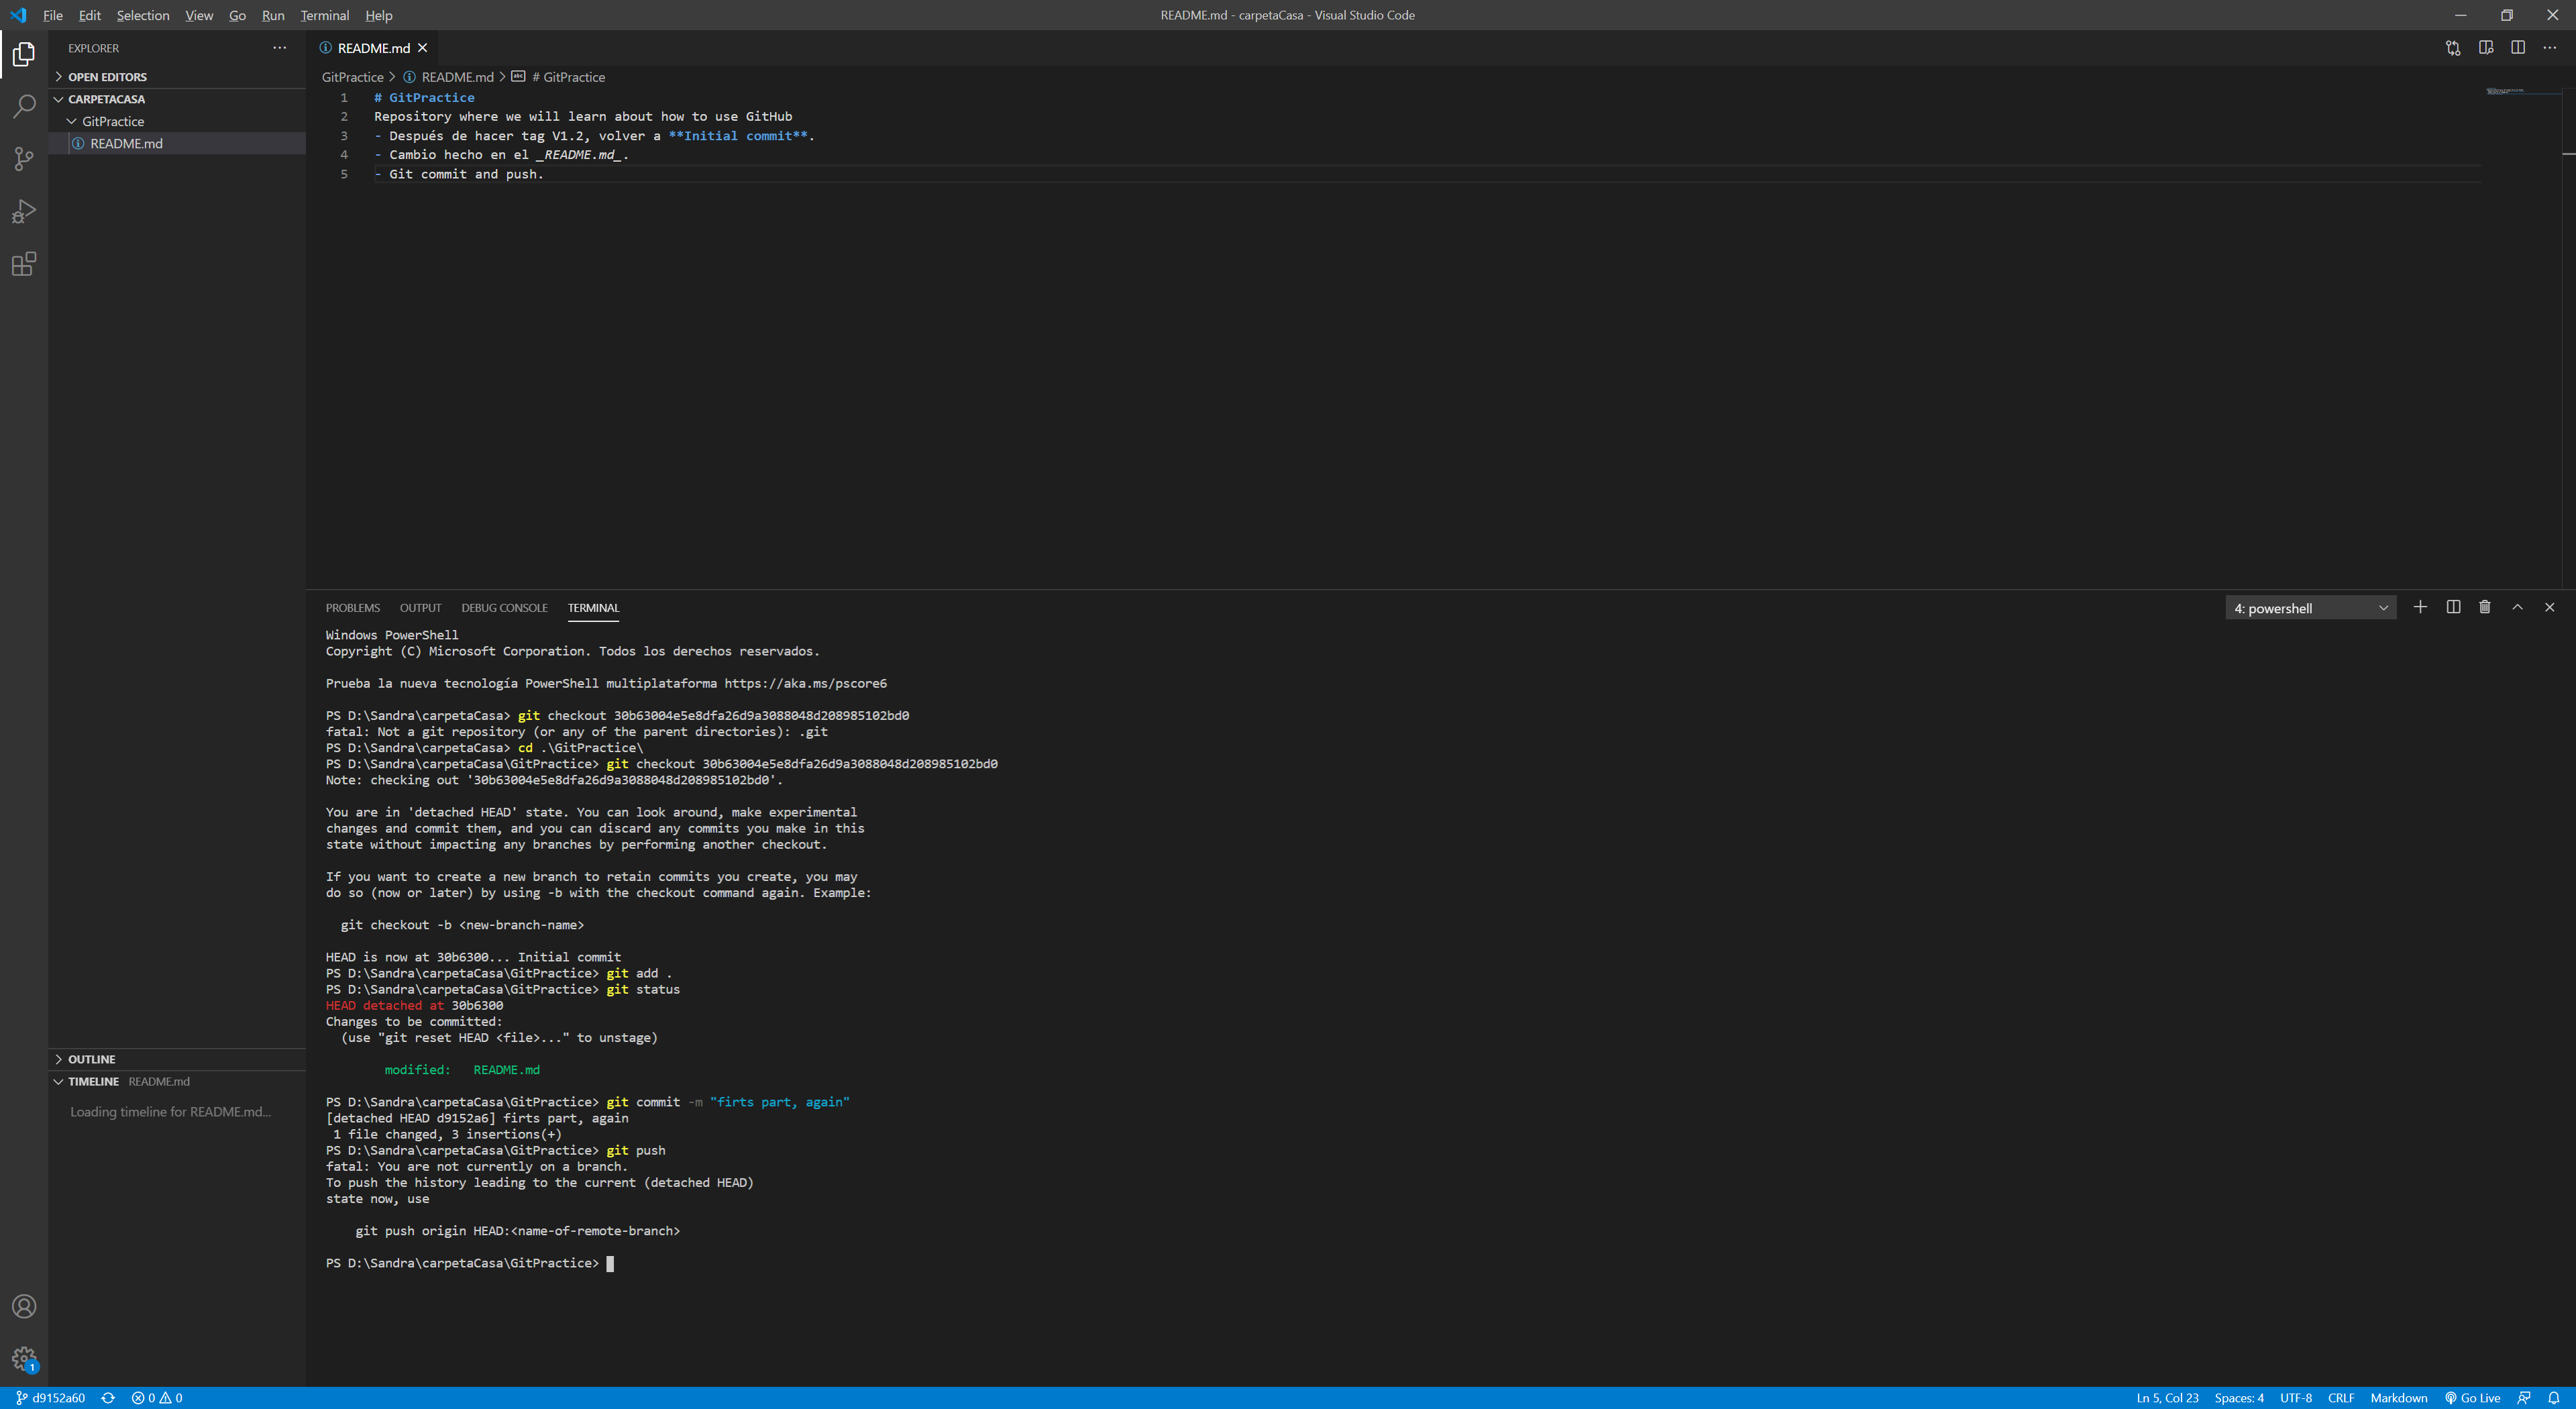 File Edit Selection View Go Run Terminal Help
README.md - carpetaCasa - Visual Studio Code
EXPLORER
OPEN EDITORS
CARPETACASA
GitPractice
README.md
README.md
GitPractice > README.md > # GitPractice
1 # GitPractice
2 Repository where we will learn about how to use GitHub
3 - Después de hacer tag V1.2, volver a **Initial commit**.
4 - Cambio hecho en el _README.md_.
5 - Git commit and push.
PROBLEMS OUTPUT DEBUG CONSOLE TERMINAL
4: powershell
Windows PowerShell
Copyright (C) Microsoft Corporation. Todos los derechos reservados.
Prueba la nueva tecnología PowerShell multiplataforma https://aka.ms/pscore6
PS D:\Sandra\carpetaCasa> git checkout 30b63004e5e8dfa26d9a3088048d208985102bd0
fatal: Not a git repository (or any of the parent directories): .git
PS D:\Sandra\carpetaCasa> cd .\GitPractice\
PS D:\Sandra\carpetaCasa\GitPractice> git checkout 30b63004e5e8dfa26d9a3088048d208985102bd0
Note: checking out '30b63004e5e8dfa26d9a3088048d208985102bd0'.
You are in 'detached HEAD' state. You can look around, make experimental
changes and commit them, and you can discard any commits you make in this
state without impacting any branches by performing another checkout.
If you want to create a new branch to retain commits you create, you may
do so (now or later) by using -b with the checkout command again. Example:
git checkout -b <new-branch-name>
HEAD is now at 30b6300... Initial commit
PS D:\Sandra\carpetaCasa\GitPractice> git add .
PS D:\Sandra\carpetaCasa\GitPractice> git status
HEAD detached at 30b6300
Changes to be committed:
(use "git reset HEAD <file>..." to unstage)
modified: README.md
PS D:\Sandra\carpetaCasa\GitPractice> git commit -m "firts part, again"
[detached HEAD d9152a6] firts part, again
1 file changed, 3 insertions(+)
PS D:\Sandra\carpetaCasa\GitPractice> git push
fatal: You are not currently on a branch.
To push the history leading to the current (detached HEAD)
state now, use
git push origin HEAD:<name-of-remote-branch>
PS D:\Sandra\carpetaCasa\GitPractice>
OUTLINE
TIMELINE README.md
Loading timeline for README.md...
1
d9152a60 0 0
Ln 5, Col 23 Spaces: 4 UTF-8 CRLF Markdown Go Live